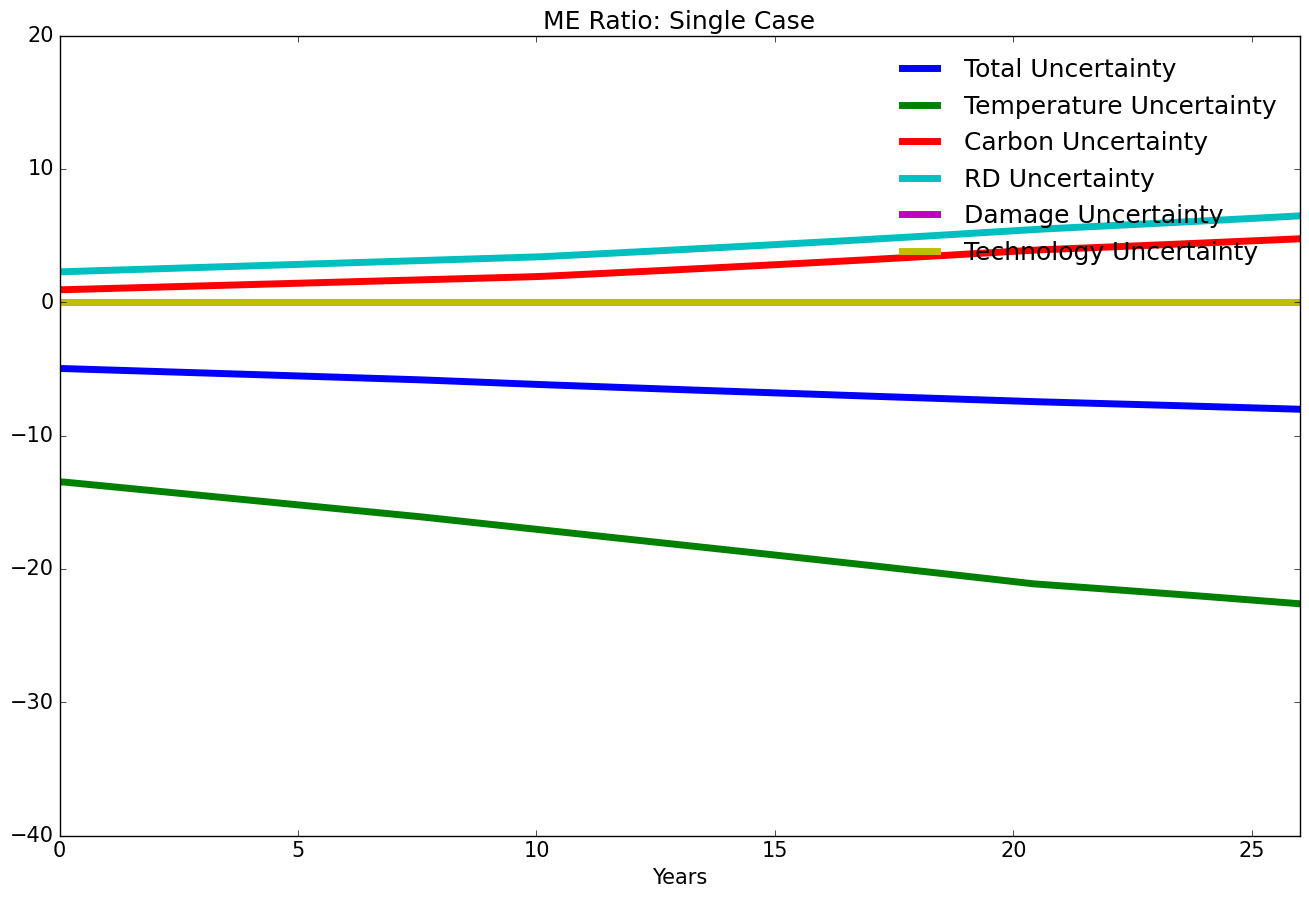 ME Ratio: Single Case
20
10
0
−10
−20
−30
−40
Total Uncertainty
Temperature Uncertainty
Carbon Uncertainty
RD Uncertainty
Damage Uncertainty
Technology Uncertainty
0 5 10 15 20 25
Years